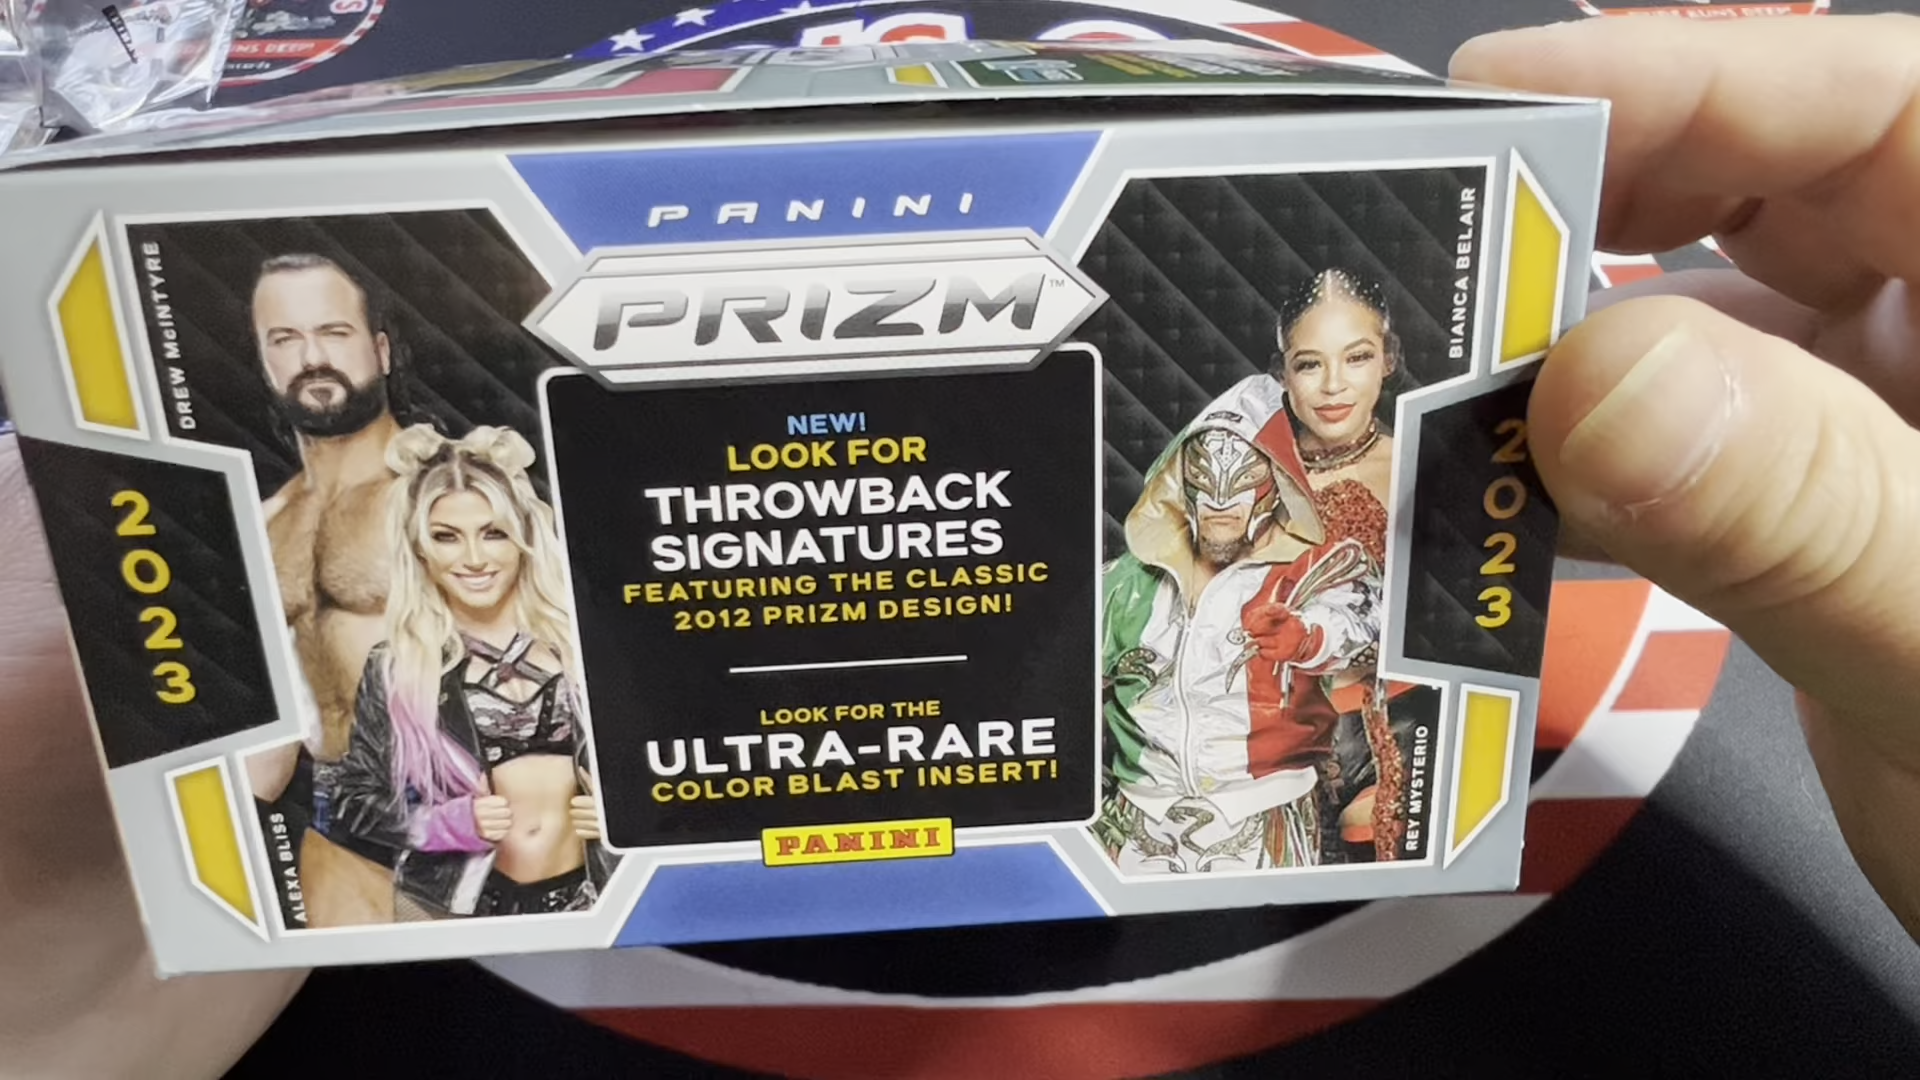 PANINI
PRIZM™
DREW McINTYRE
ALEXA BLISS
2023
NEW!
LOOK FOR
THROWBACK
SIGNATURES
FEATURING THE CLASSIC
2012 PRIZM DESIGN!
LOOK FOR THE
ULTRA-RARE
COLOR BLAST INSERT!
PANINI
BIANCA BELAIR
REY MYSTERIO
2023